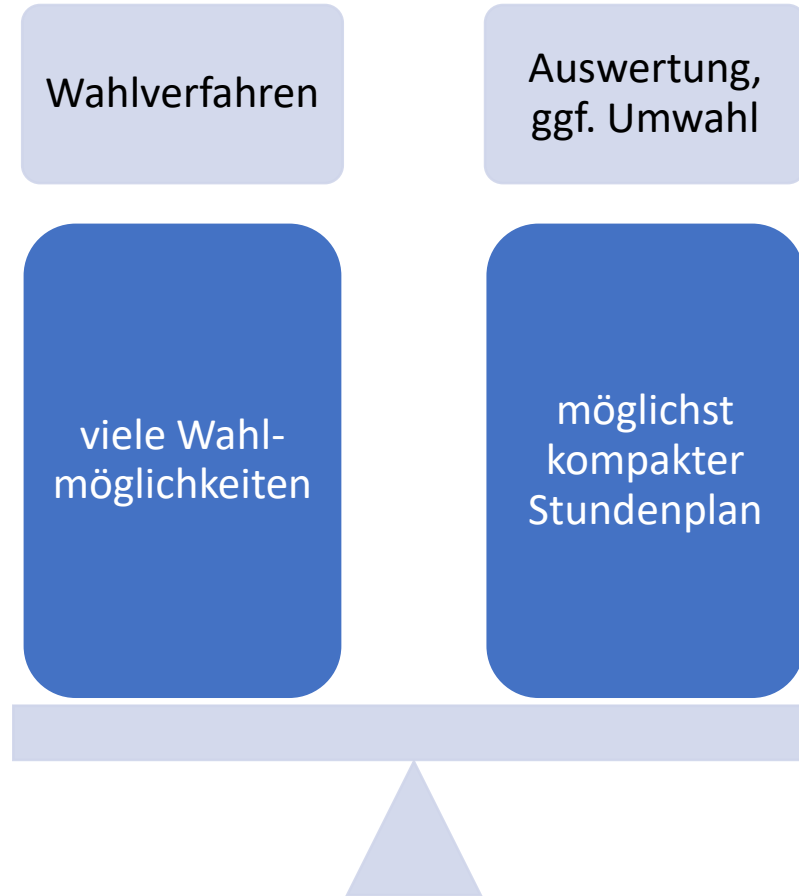 Wahlverfahren
Auswertung,
ggf. Umwahl
viele Wahl-
möglichkeiten
möglichst
kompakter
Stundenplan